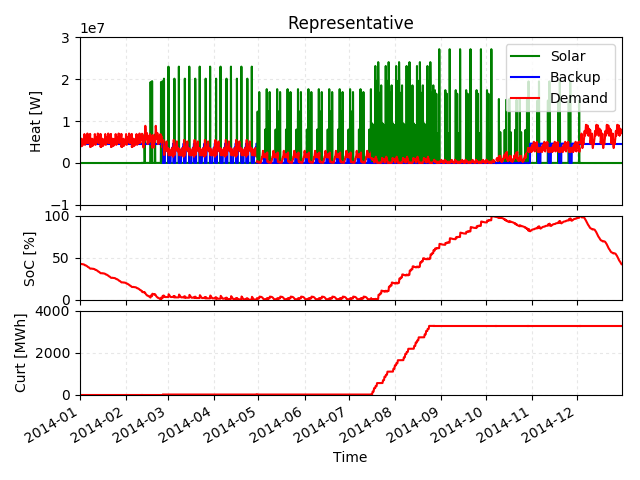 Representative
1e7
3
2
1
0
−1
Heat [W]
Solar
Backup
Demand
100
50
0
SoC [%]
4000
2000
0
Curt [MWh]
2014-01
2014-02
2014-03
2014-04
2014-05
2014-06
2014-07
2014-08
2014-09
2014-10
2014-11
2014-12
Time